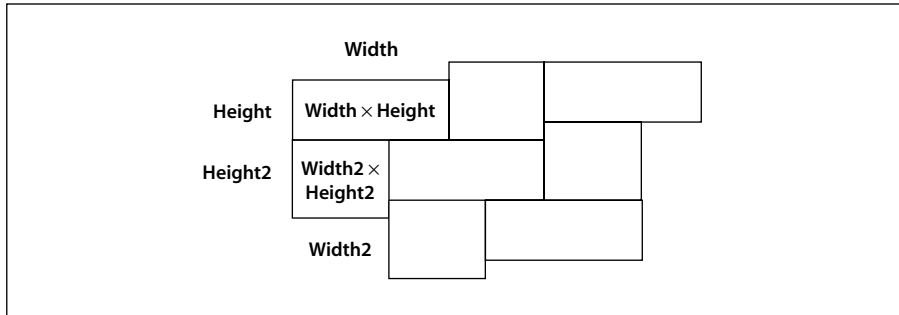 Width
Height
Width × Height
Height2
Width2 ×
Height2
Width2